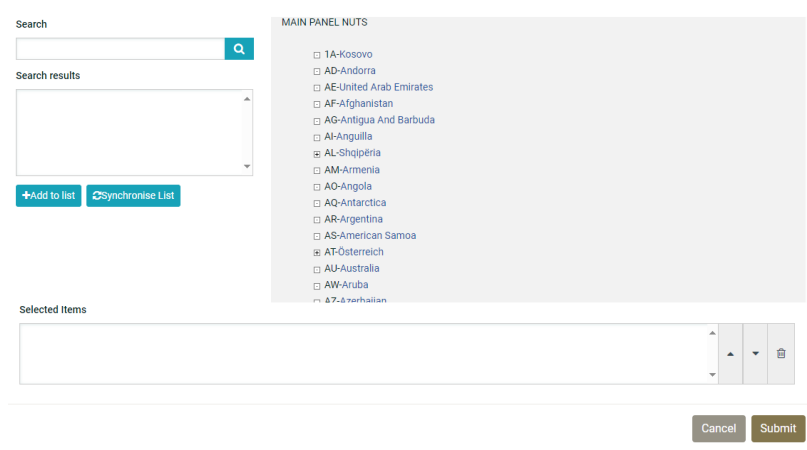 Search
Search results
+Add to list
Synchronise List
MAIN PANEL NUTS
1A-Kosovo
AD-Andorra
AE-United Arab Emirates
AF-Afghanistan
AG-Antigua And Barbuda
AI-Anguilla
AL-Shqipëria
AM-Armenia
AO-Angola
AQ-Antarctica
AR-Argentina
AS-American Samoa
AT-Österreich
AU-Australia
AW-Aruba
AZ-Azerbaijan
Selected Items
Cancel
Submit